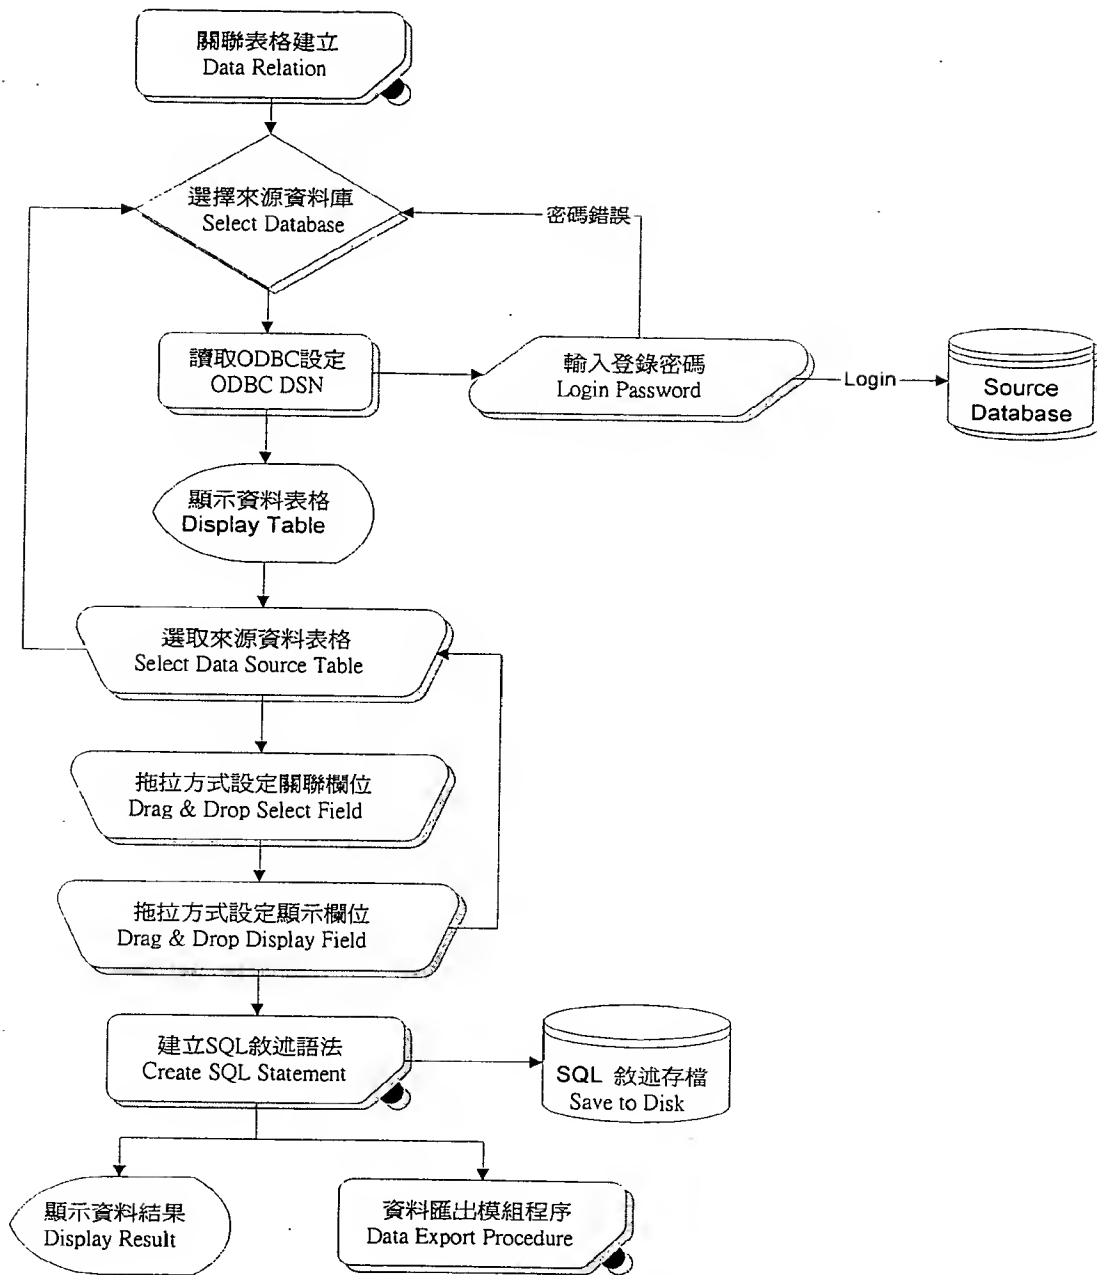 關聯表格建立
Data Relation
選擇來源資料庫
Select Database
密碼錯誤
讀取ODBC設定
ODBC DSN
輸入登錄密碼
Login Password
Login
Source
Database
顯示資料表格
Display Table
選取來源資料表格
Select Data Source Table
拖拉方式設定關聯欄位
Drag & Drop Select Field
拖拉方式設定顯示欄位
Drag & Drop Display Field
建立SQL敘述語法
Create SQL Statement
SQL 敘述存檔
Save to Disk
顯示資料結果
Display Result
資料匯出模組程序
Data Export Procedure